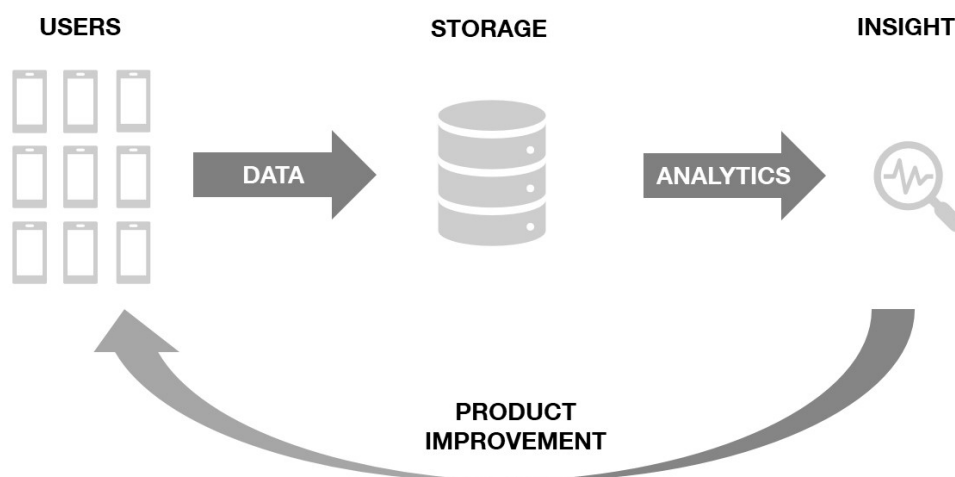 USERS
STORAGE
INSIGHT
DATA
ANALYTICS
PRODUCT
IMPROVEMENT